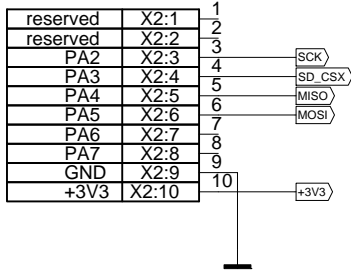 reserved X2:1 1
reserved X2:2 2
PA2 X2:3 3 SCK
PA3 X2:4 4 SD_CSX
PA4 X2:5 5 MISO
PA5 X2:6 6 MOSI
PA6 X2:7 7
PA7 X2:8 8
GND X2:9 9
+3V3 X2:10 10 +3V3